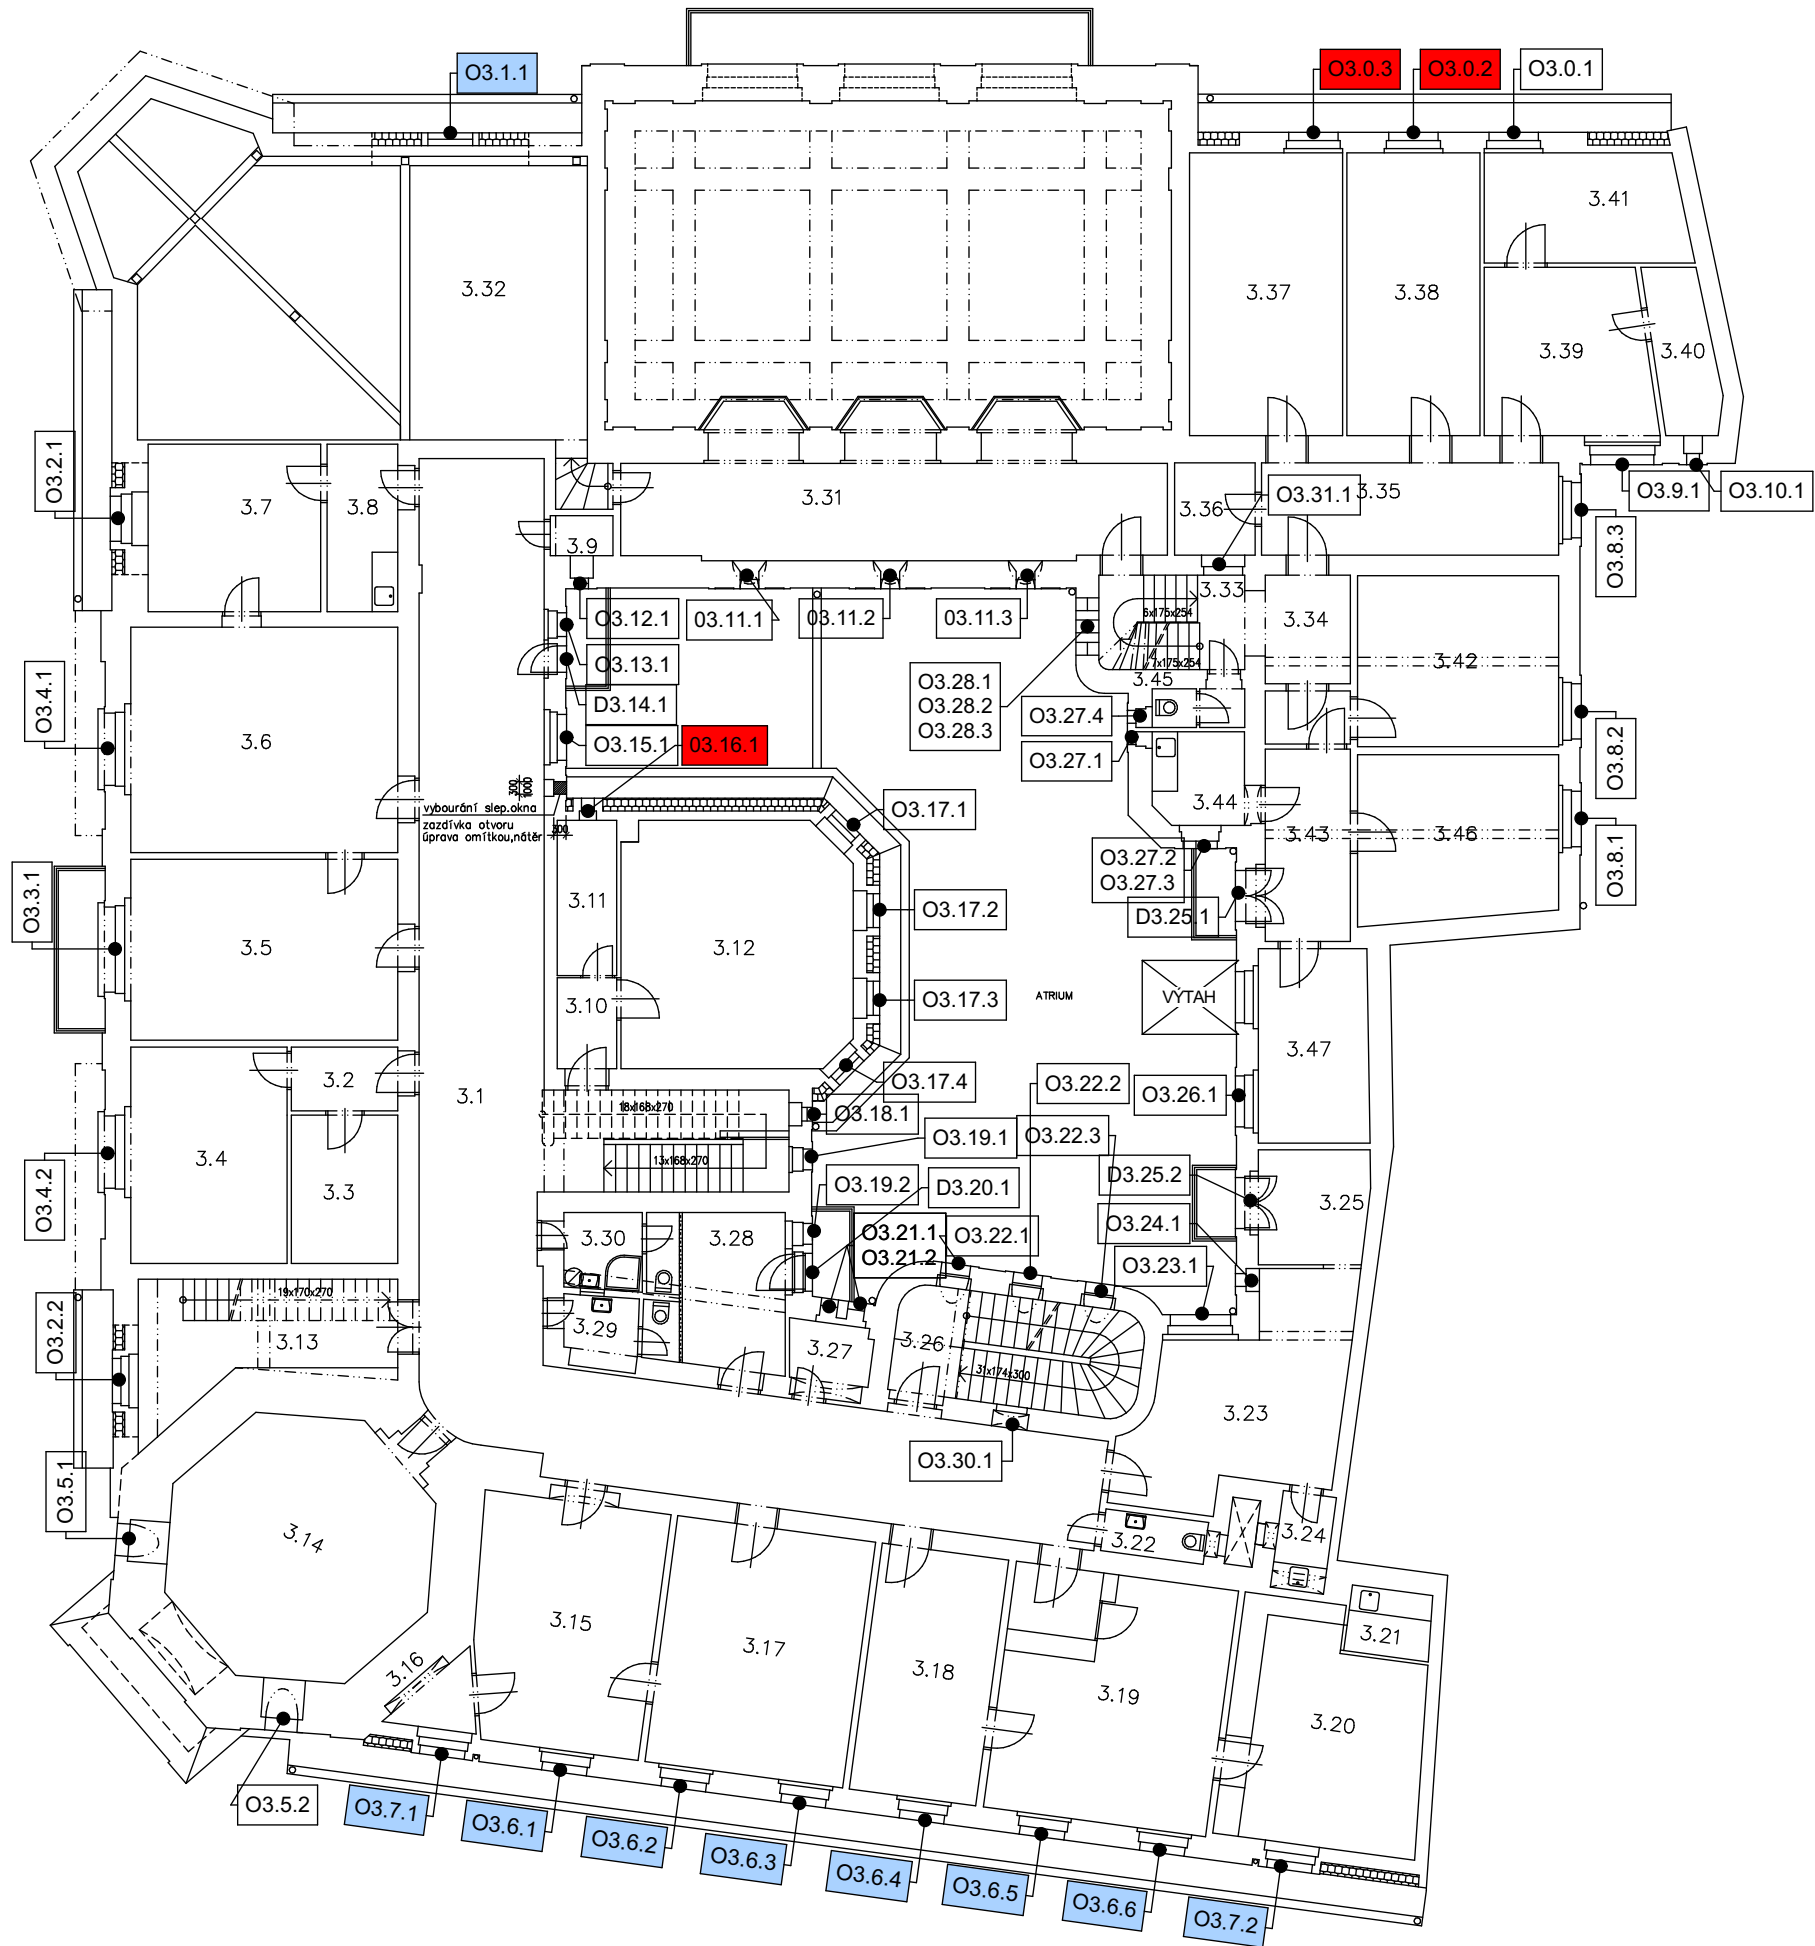 O3.1.1
O3.0.3
O3.0.2
O3.0.1
3.41
3.32
3.37
3.38
3.39
3.40
O3.2.1
3.7
3.8
3.31
3.36
O3.31.1
3.35
O3.9.1
O3.10.1
3.9
O3.8.3
3.33
6x175x254
3.34
O3.12.1
03.11.1
03.11.2
03.11.3
7x175x254
3.45
O3.13.1
O3.28.1
O3.28.2
O3.28.3
3.42
O3.4.1
D3.14.1
O3.27.4
O3.8.2
3.6
O3.15.1
03.16.1
O3.27.1
300
1000
vybourání slep.okna
zazdívka otvoru
úprava omítkou,nátěr
300
O3.17.1
3.44
3.43
3.46
O3.8.1
O3.27.2
O3.27.3
O3.3.1
3.11
O3.17.2
D3.25.1
3.5
3.12
3.10
O3.17.3
ATRIUM
VÝTAH
3.47
3.2
3.1
O3.17.4
O3.22.2
O3.26.1
18x168x270
O3.18.1
O3.4.2
3.4
3.3
13x168x270
O3.19.1
O3.22.3
D3.25.2
O3.19.2
D3.20.1
3.25
3.30
3.28
O3.21.1
O3.21.2
O3.22.1
O3.24.1
O3.23.1
19x170x270
O3.2.2
3.13
3.29
3.27
3.26
31x174x300
3.23
O3.30.1
O3.5.1
3.14
3.22
3.24
3.15
3.17
3.18
3.19
3.21
3.16
3.20
O3.5.2
O3.7.1
O3.6.1
O3.6.2
O3.6.3
O3.6.4
O3.6.5
O3.6.6
O3.7.2